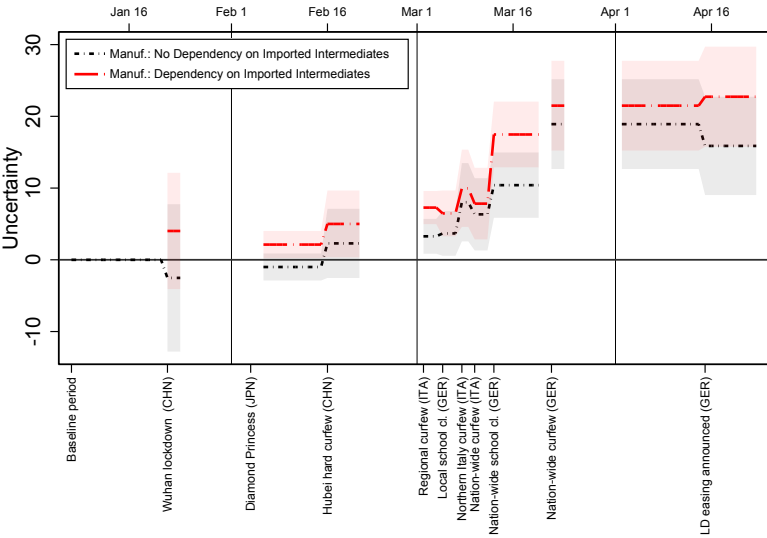 Jan 16
Feb 1
Feb 16
Mar 1
Mar 16
Apr 1
Apr 16
Manuf.: No Dependency on Imported Intermediates
Manuf.: Dependency on Imported Intermediates
Uncertainty
30
20
10
0
-10
Baseline period
Wuhan lockdown (CHN)
Diamond Princess (JPN)
Hubei hard curfew (CHN)
Regional curfew (ITA)
Local school cl. (GER)
Northern Italy curfew (ITA)
Nation-wide curfew (ITA)
Nation-wide school cl. (GER)
Nation-wide curfew (GER)
LD easing announced (GER)